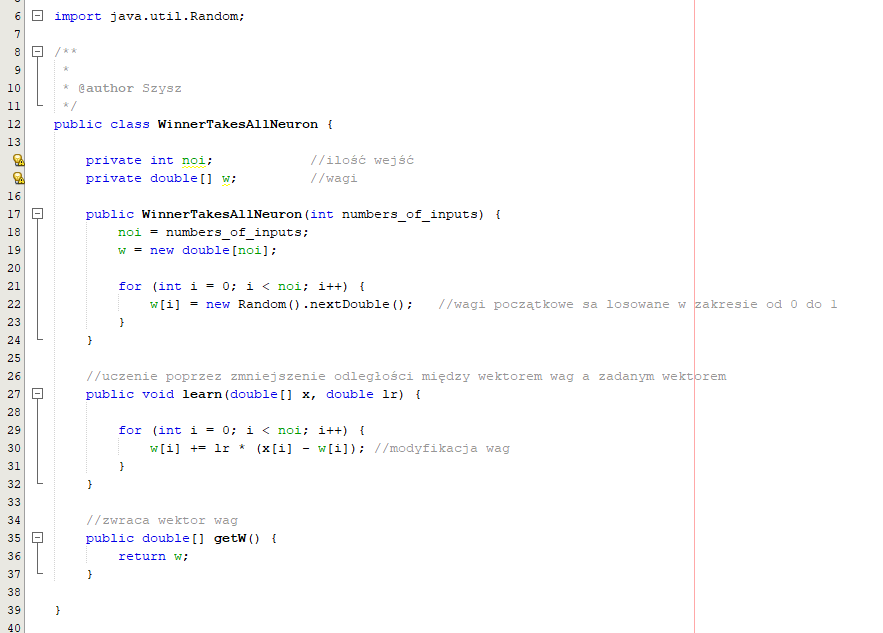 6 import java.util.Random;
7
8 /**
9 *
10 * @author Szysz
11 */
12 public class WinnerTakesAllNeuron {
13
private int noi; //ilość wejść
private double[] w; //wagi
16
17 public WinnerTakesAllNeuron(int numbers_of_inputs) {
18 noi = numbers_of_inputs;
19 w = new double[noi];
20
21 for (int i = 0; i < noi; i++) {
22 w[i] = new Random().nextDouble(); //wagi początkowe sa losowane w zakresie od 0 do 1
23 }
24 }
25
26 //uczenie poprzez zmniejszenie odległości między wektorem wag a zadanym wektorem
27 public void learn(double[] x, double lr) {
28
29 for (int i = 0; i < noi; i++) {
30 w[i] += lr * (x[i] - w[i]); //modyfikacja wag
31 }
32 }
33
34 //zwraca wektor wag
35 public double[] getW() {
36 return w;
37 }
38
39 }
40